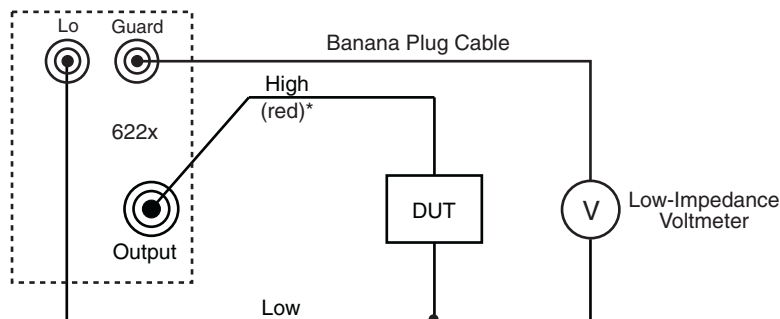 Lo
Guard
Banana Plug Cable
High
(red)*
622x
DUT
V
Low-Impedance
Voltmeter
Output
Low